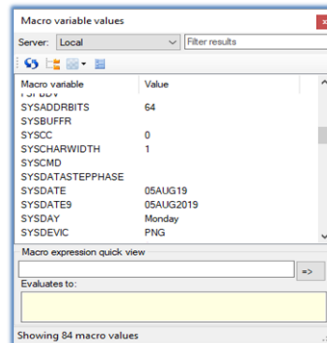 Macro variable values
Server: Local Filter results
Macro variable Value
SYSADDRBITS 64
SYSBUFFR
SYSCC 0
SYSCHARWIDTH 1
SYSCMD
SYSDATASTEPPHASE
SYSDATE 05AUG19
SYSDATE9 05AUG2019
SYSDAY Monday
SYSDEVIC PNG
Macro expression quick view
=>
Evaluates to:
Showing 84 macro values